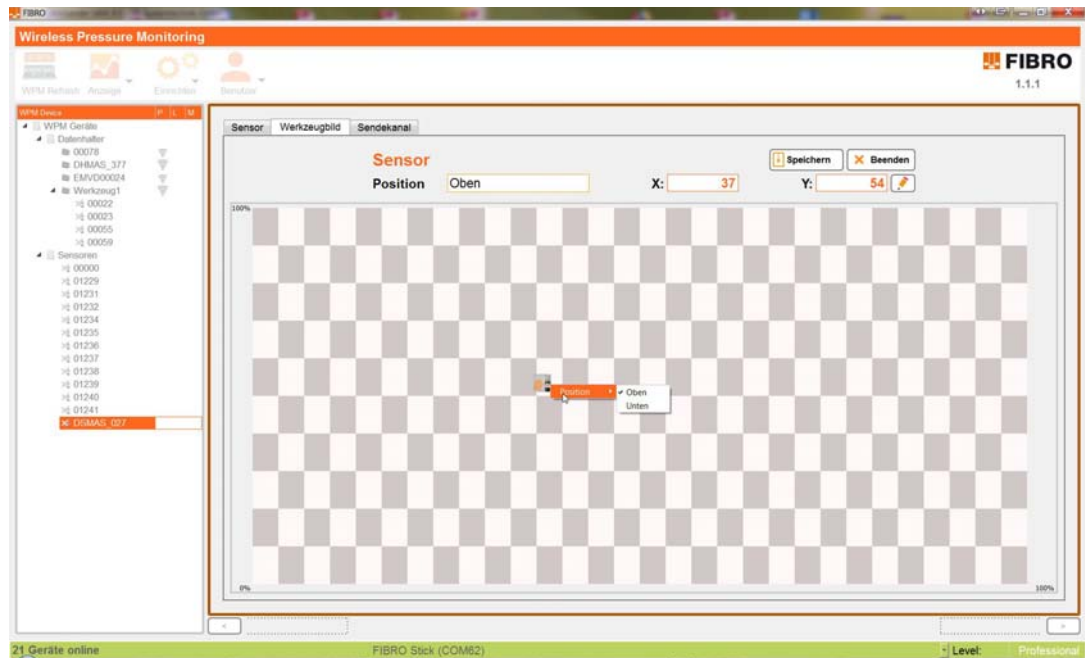 FIBRO
Wireless Pressure Monitoring
WPM Refresh
Anzeige
Einrichten
Benutzer
FIBRO
1.1.1
WPM Device P L M
WPM Geräte
Datenhalter
00078
DHMAS_377
EMVD00024
Werkzeug1
00022
00023
00055
00059
Sensoren
00000
01229
01231
01232
01234
01235
01236
01237
01238
01239
01240
01241
DSMAS_027
Sensor Werkzeugbild Sendekanal
Sensor
Speichern Beenden
Position Oben X: 37 Y: 54
100%
Position Oben
Unten
0% 100%
< >
21 Geräte online FIBRO Stick (COM62) Level: Professional